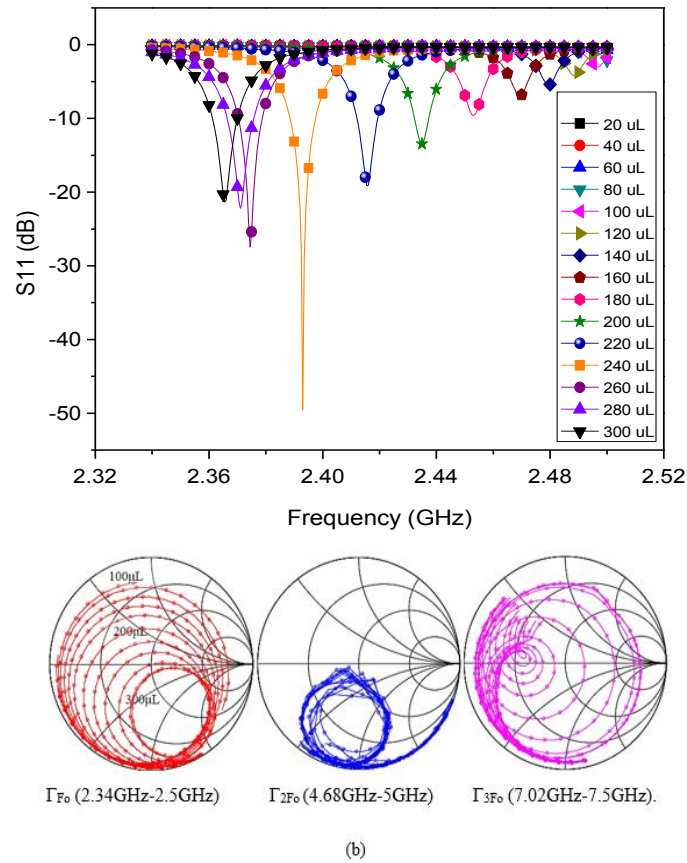 0
-10
-20
-30
-40
-50
S11 (dB)
2.32
2.36
2.40
2.44
2.48
2.52
Frequency (GHz)
20 uL
40 uL
60 uL
80 uL
100 uL
120 uL
140 uL
160 uL
180 uL
200 uL
220 uL
240 uL
260 uL
280 uL
300 uL
100μL
200μL
300μL
ΓFo (2.34GHz-2.5GHz)
Γ2Fo (4.68GHz-5GHz)
Γ3Fo (7.02GHz-7.5GHz).
(b)